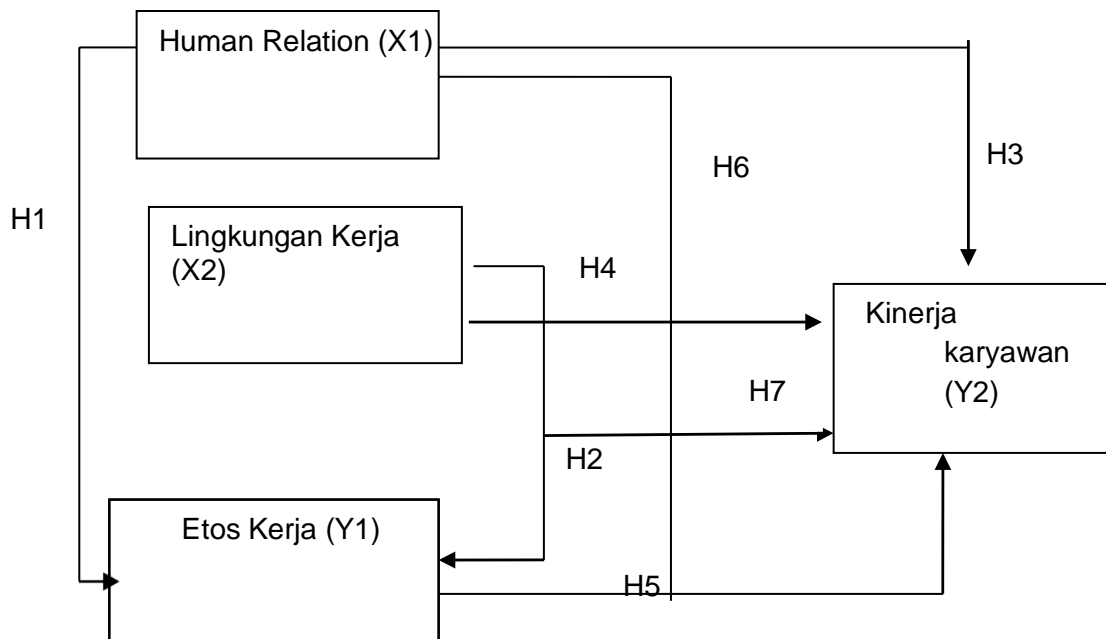 Human Relation (X1)
H3
H6
H1
Lingkungan Kerja
(X2)
H4
Kinerja
karyawan
(Y2)
H7
H2
Etos Kerja (Y1)
H5